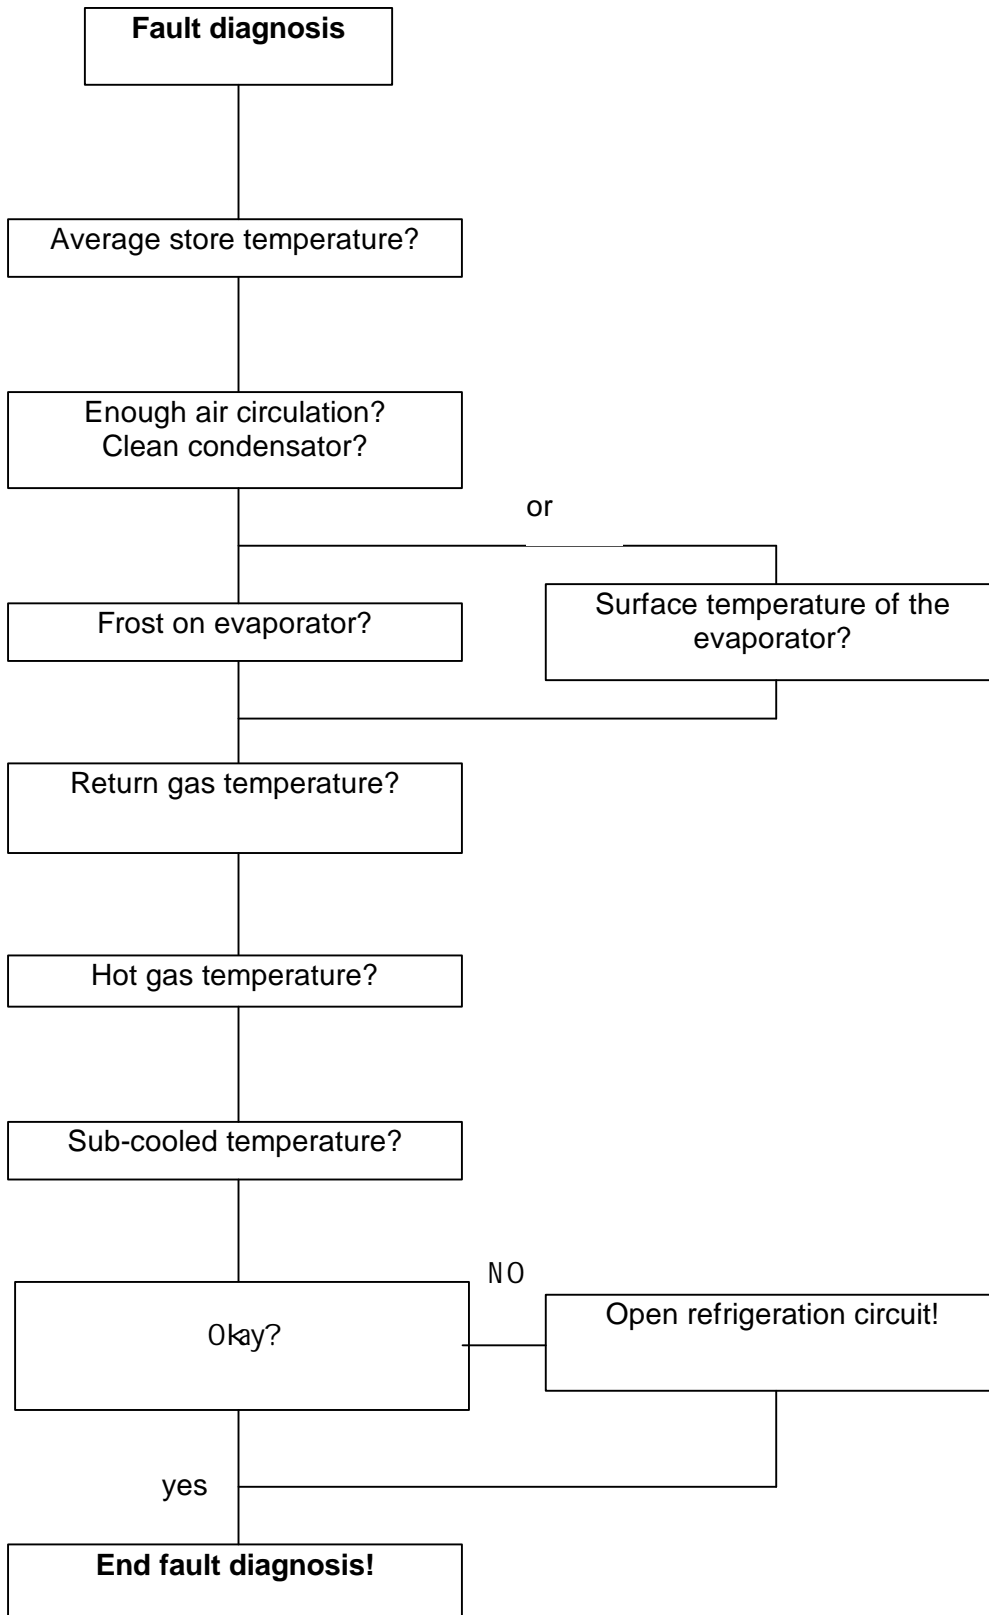 Fault diagnosis
Average store temperature?
Enough air circulation?
Clean condensator?
or
Frost on evaporator?
Surface temperature of the
evaporator?
Return gas temperature?
Hot gas temperature?
Sub-cooled temperature?
NO
Okay?
Open refrigeration circuit!
yes
End fault diagnosis!